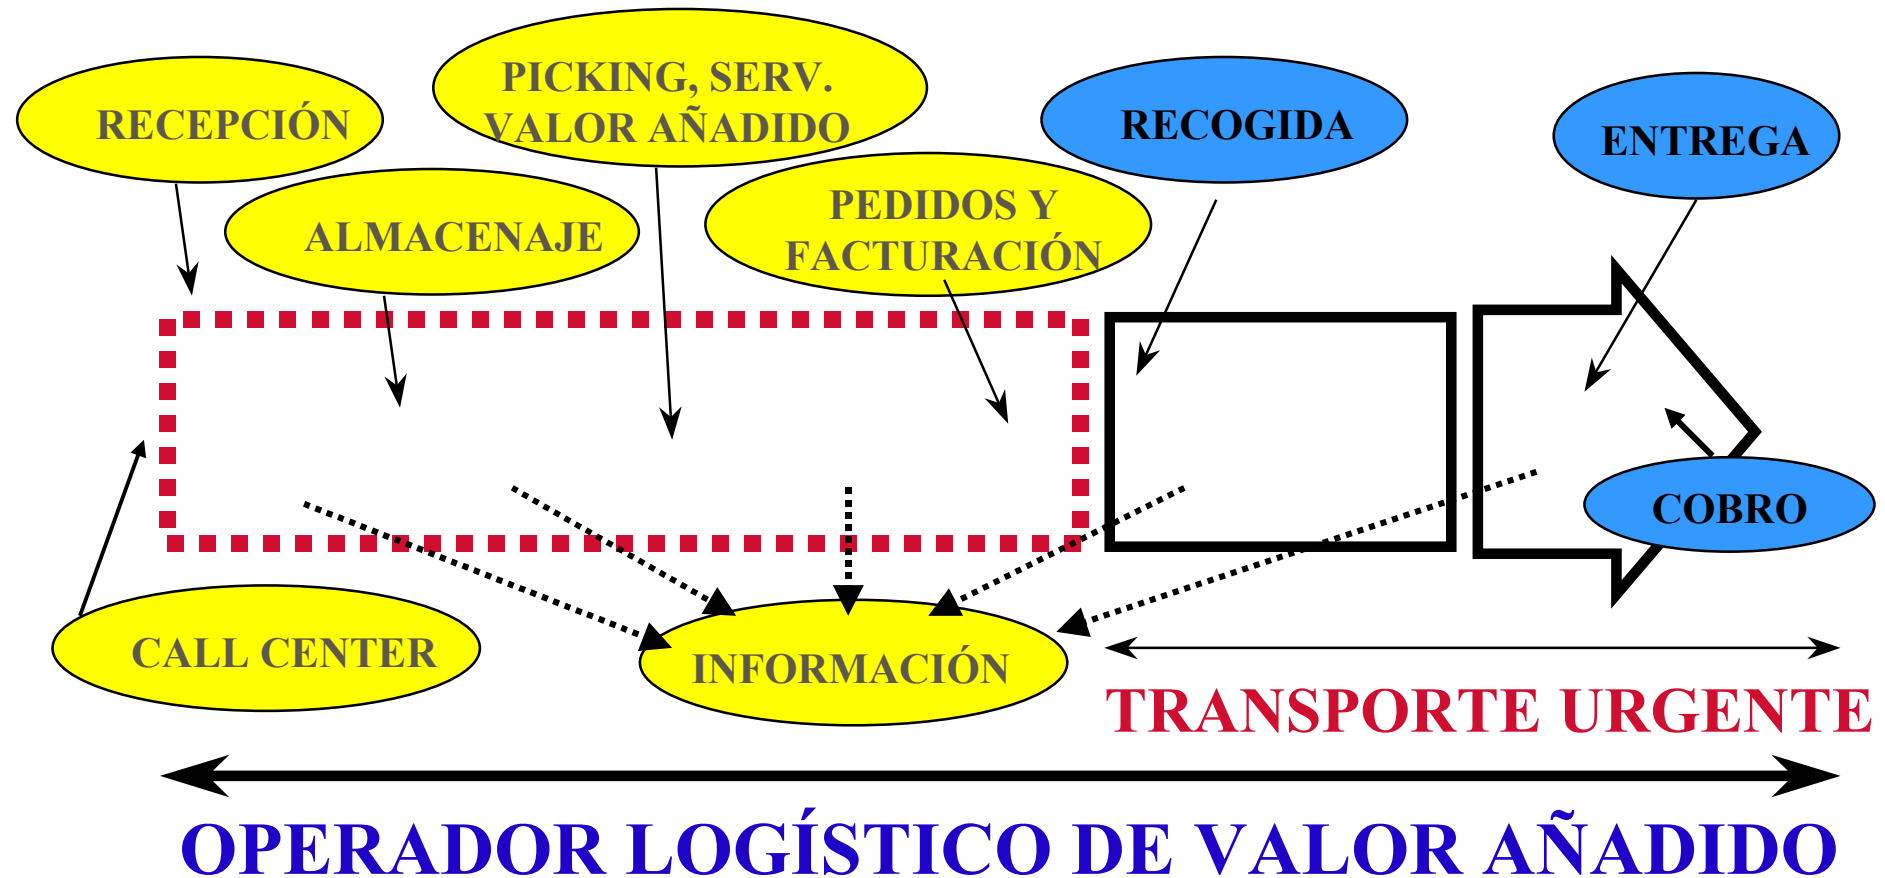 PICKING, SERV.
VALOR AÑADIDO
RECEPCIÓN
RECOGIDA
ENTREGA
ALMACENAJE
PEDIDOS Y
FACTURACIÓN
COBRO
CALL CENTER
INFORMACIÓN
TRANSPORTE URGENTE
OPERADOR LOGÍSTICO DE VALOR AÑADIDO